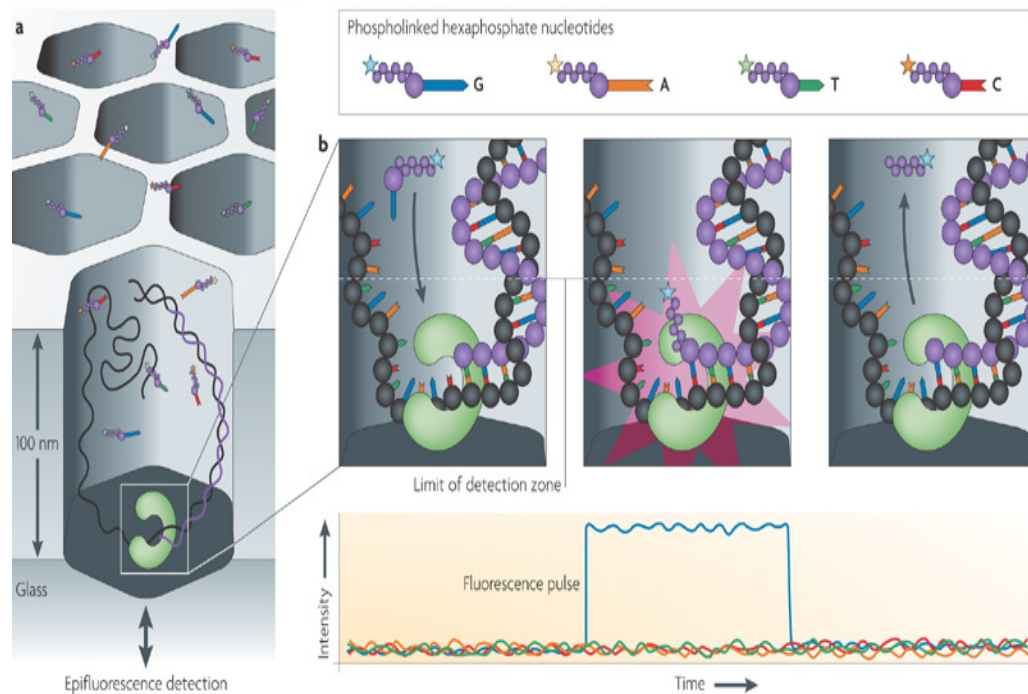 a
Phospholinked hexaphosphate nucleotides
G
A
T
C
b
100 nm
Limit of detection zone
Glass
Fluorescence pulse
Intensity
Time
Epifluorescence detection